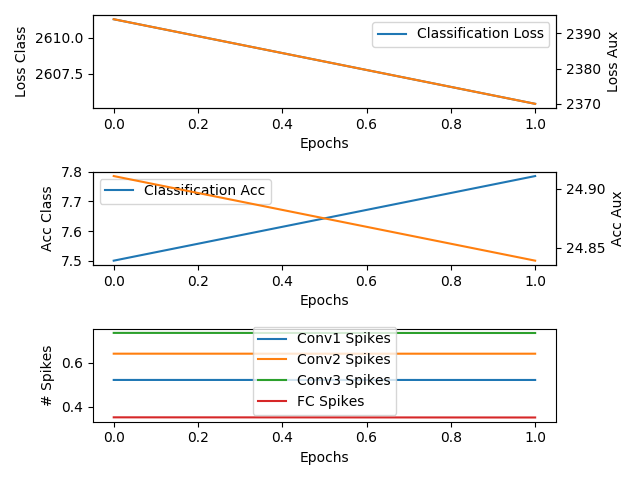 2610.0
2607.5
Loss Class
Classification Loss
2390
2380
2370
Loss Aux
0.0 0.2 0.4 0.6 0.8 1.0
Epochs
7.8
7.7
7.6
7.5
Acc Class
Classification Acc
24.90
24.85
Acc Aux
0.0 0.2 0.4 0.6 0.8 1.0
Epochs
0.6
0.4
# Spikes
Conv1 Spikes
Conv2 Spikes
Conv3 Spikes
FC Spikes
0.0 0.2 0.4 0.6 0.8 1.0
Epochs